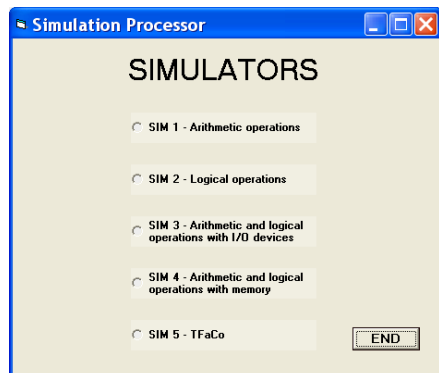 Simulation Processor
SIMULATORS
SIM 1 - Arithmetic operations
SIM 2 - Logical operations
SIM 3 - Arithmetic and logical
operations with I/O devices
SIM 4 - Arithmetic and logical
operations with memory
SIM 5 - TFaCo
END